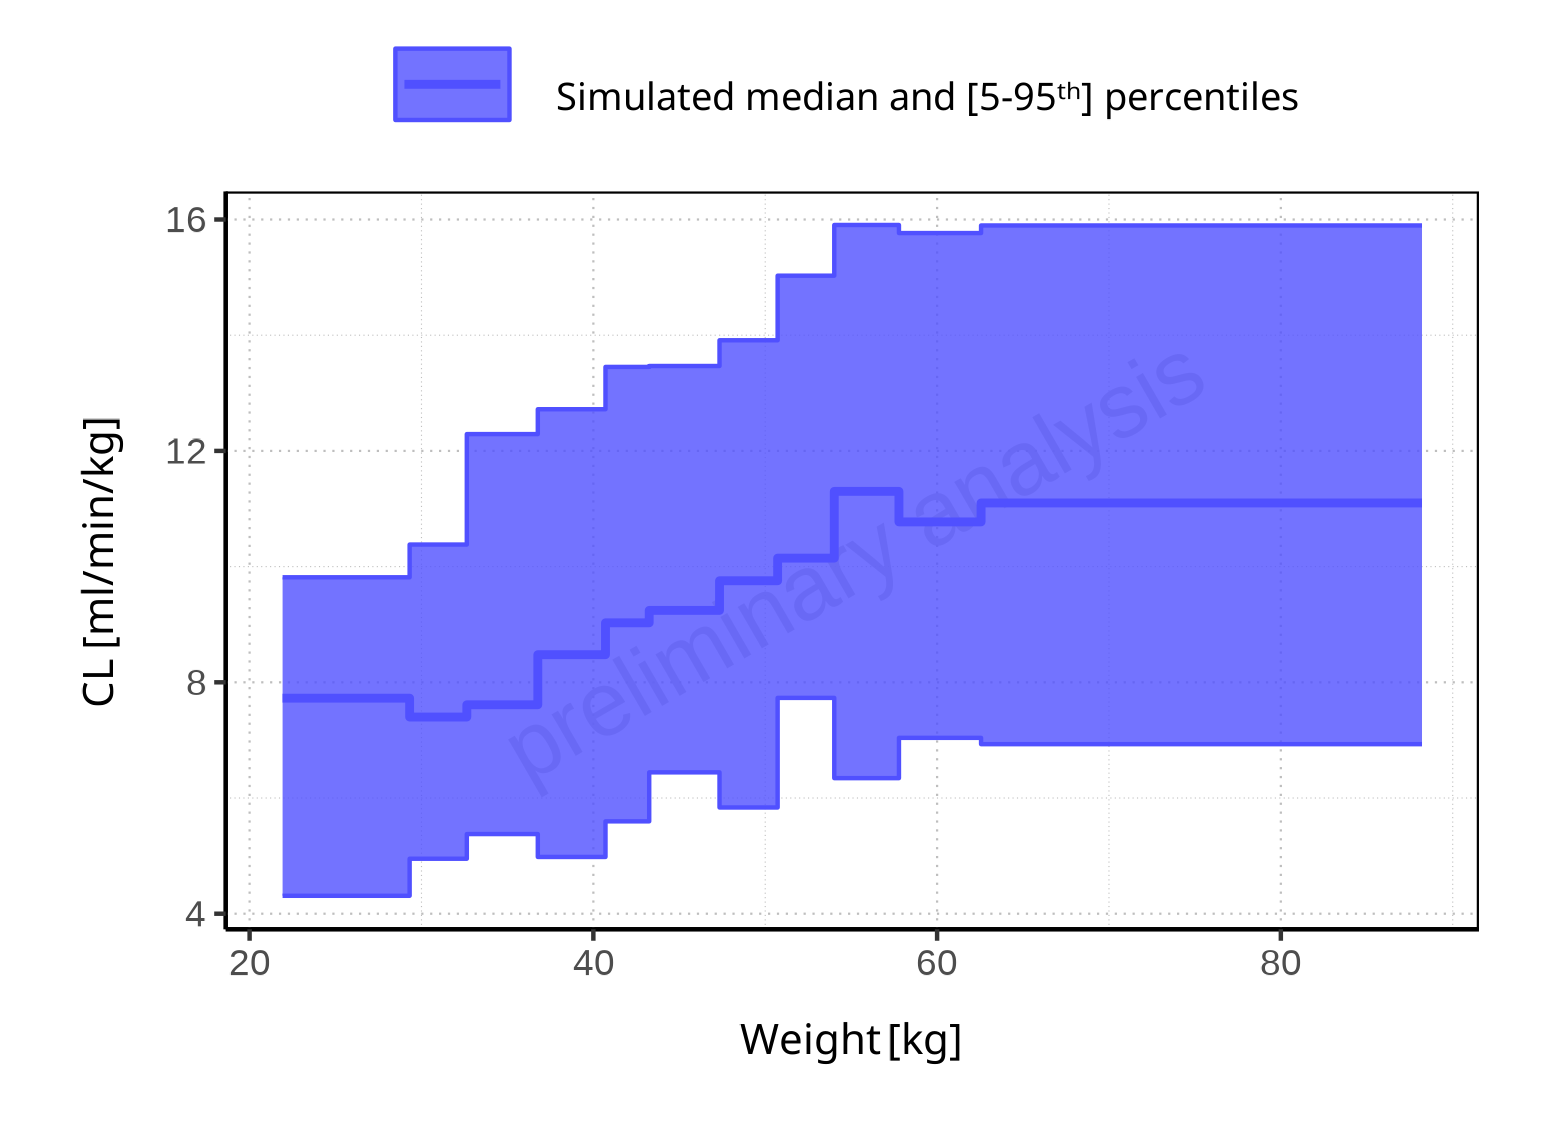 Simulated median and [5-95th] percentiles
CL [ml/min/kg]
16
12
8
4
preliminary analysis
20 40 60 80
Weight [kg]